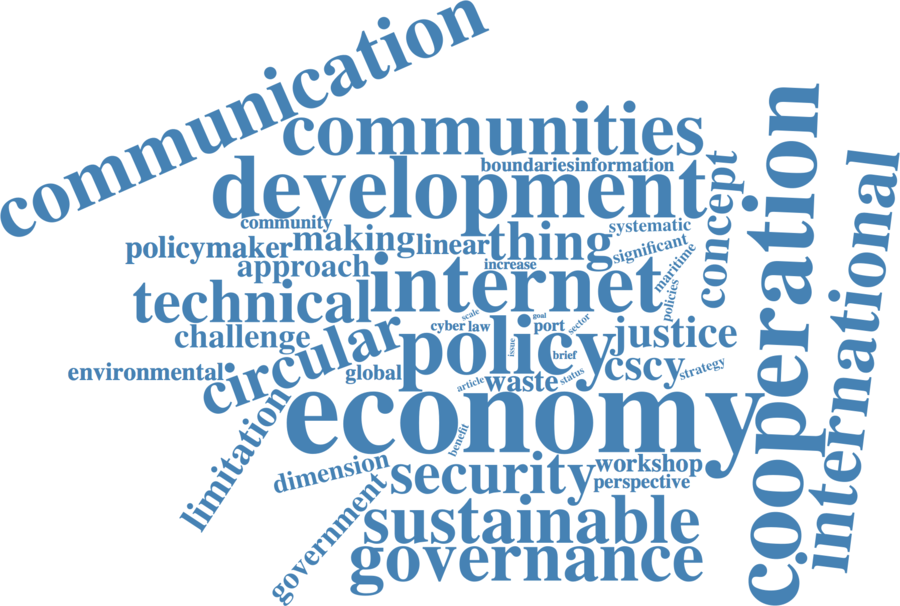 communication
communities
boundariesinformation
development
community
systematic
concept
cooperation
international
policymaker
making
linear
thing
significant
approach
increase
maritime
internet
policies
technical
scale
goal
sector
cyber
law
port
challenge
circular
issue
policy
justice
brief
environmental
global
article
waste
status
cscy
strategy
economy
limitation
benefit
dimension
security
workshop
perspective
government
sustainable
governance